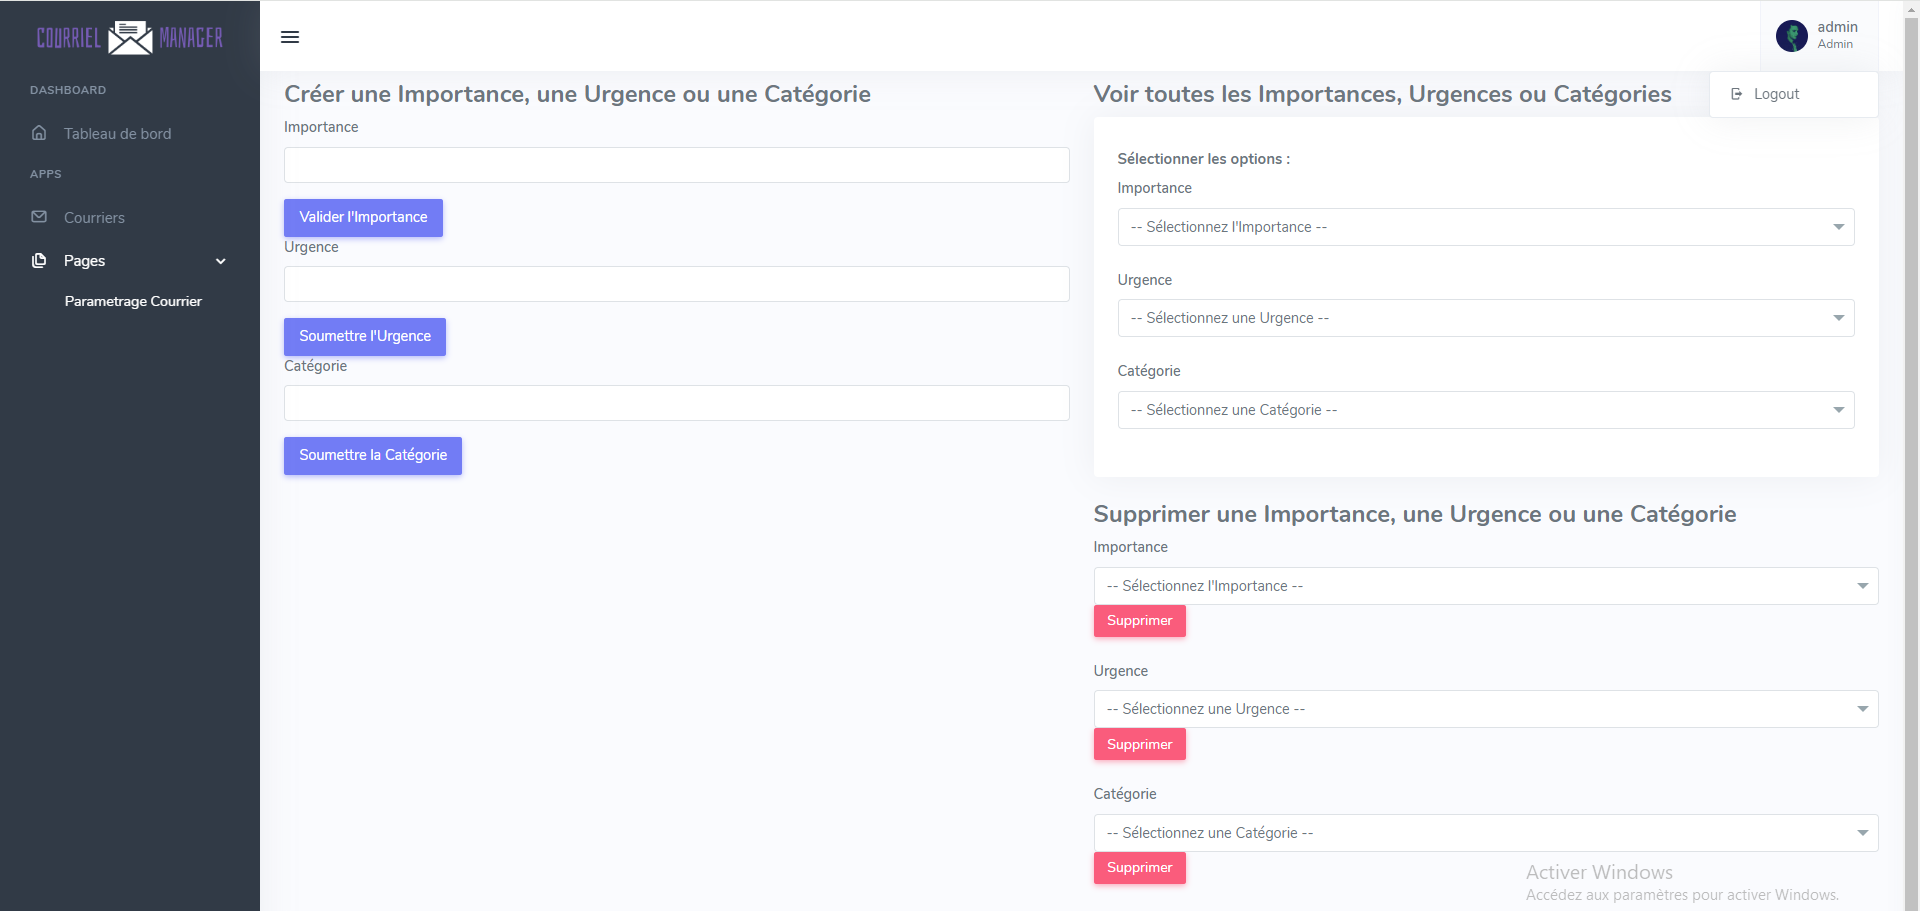 COURRIEL MANAGER
DASHBOARD
Tableau de bord
APPS
Courriers
Pages
Parametrage Courrier
admin
Admin
Logout
Créer une Importance, une Urgence ou une Catégorie
Importance
Valider l'Importance
Urgence
Soumettre l'Urgence
Catégorie
Soumettre la Catégorie
Voir toutes les Importances, Urgences ou Catégories
Sélectionner les options :
Importance
-- Sélectionnez l'Importance --
Urgence
-- Sélectionnez une Urgence --
Catégorie
-- Sélectionnez une Catégorie --
Supprimer une Importance, une Urgence ou une Catégorie
Importance
-- Sélectionnez l'Importance --
Supprimer
Urgence
-- Sélectionnez une Urgence --
Supprimer
Catégorie
-- Sélectionnez une Catégorie --
Supprimer
Activer Windows
Accédez aux paramètres pour activer Windows.